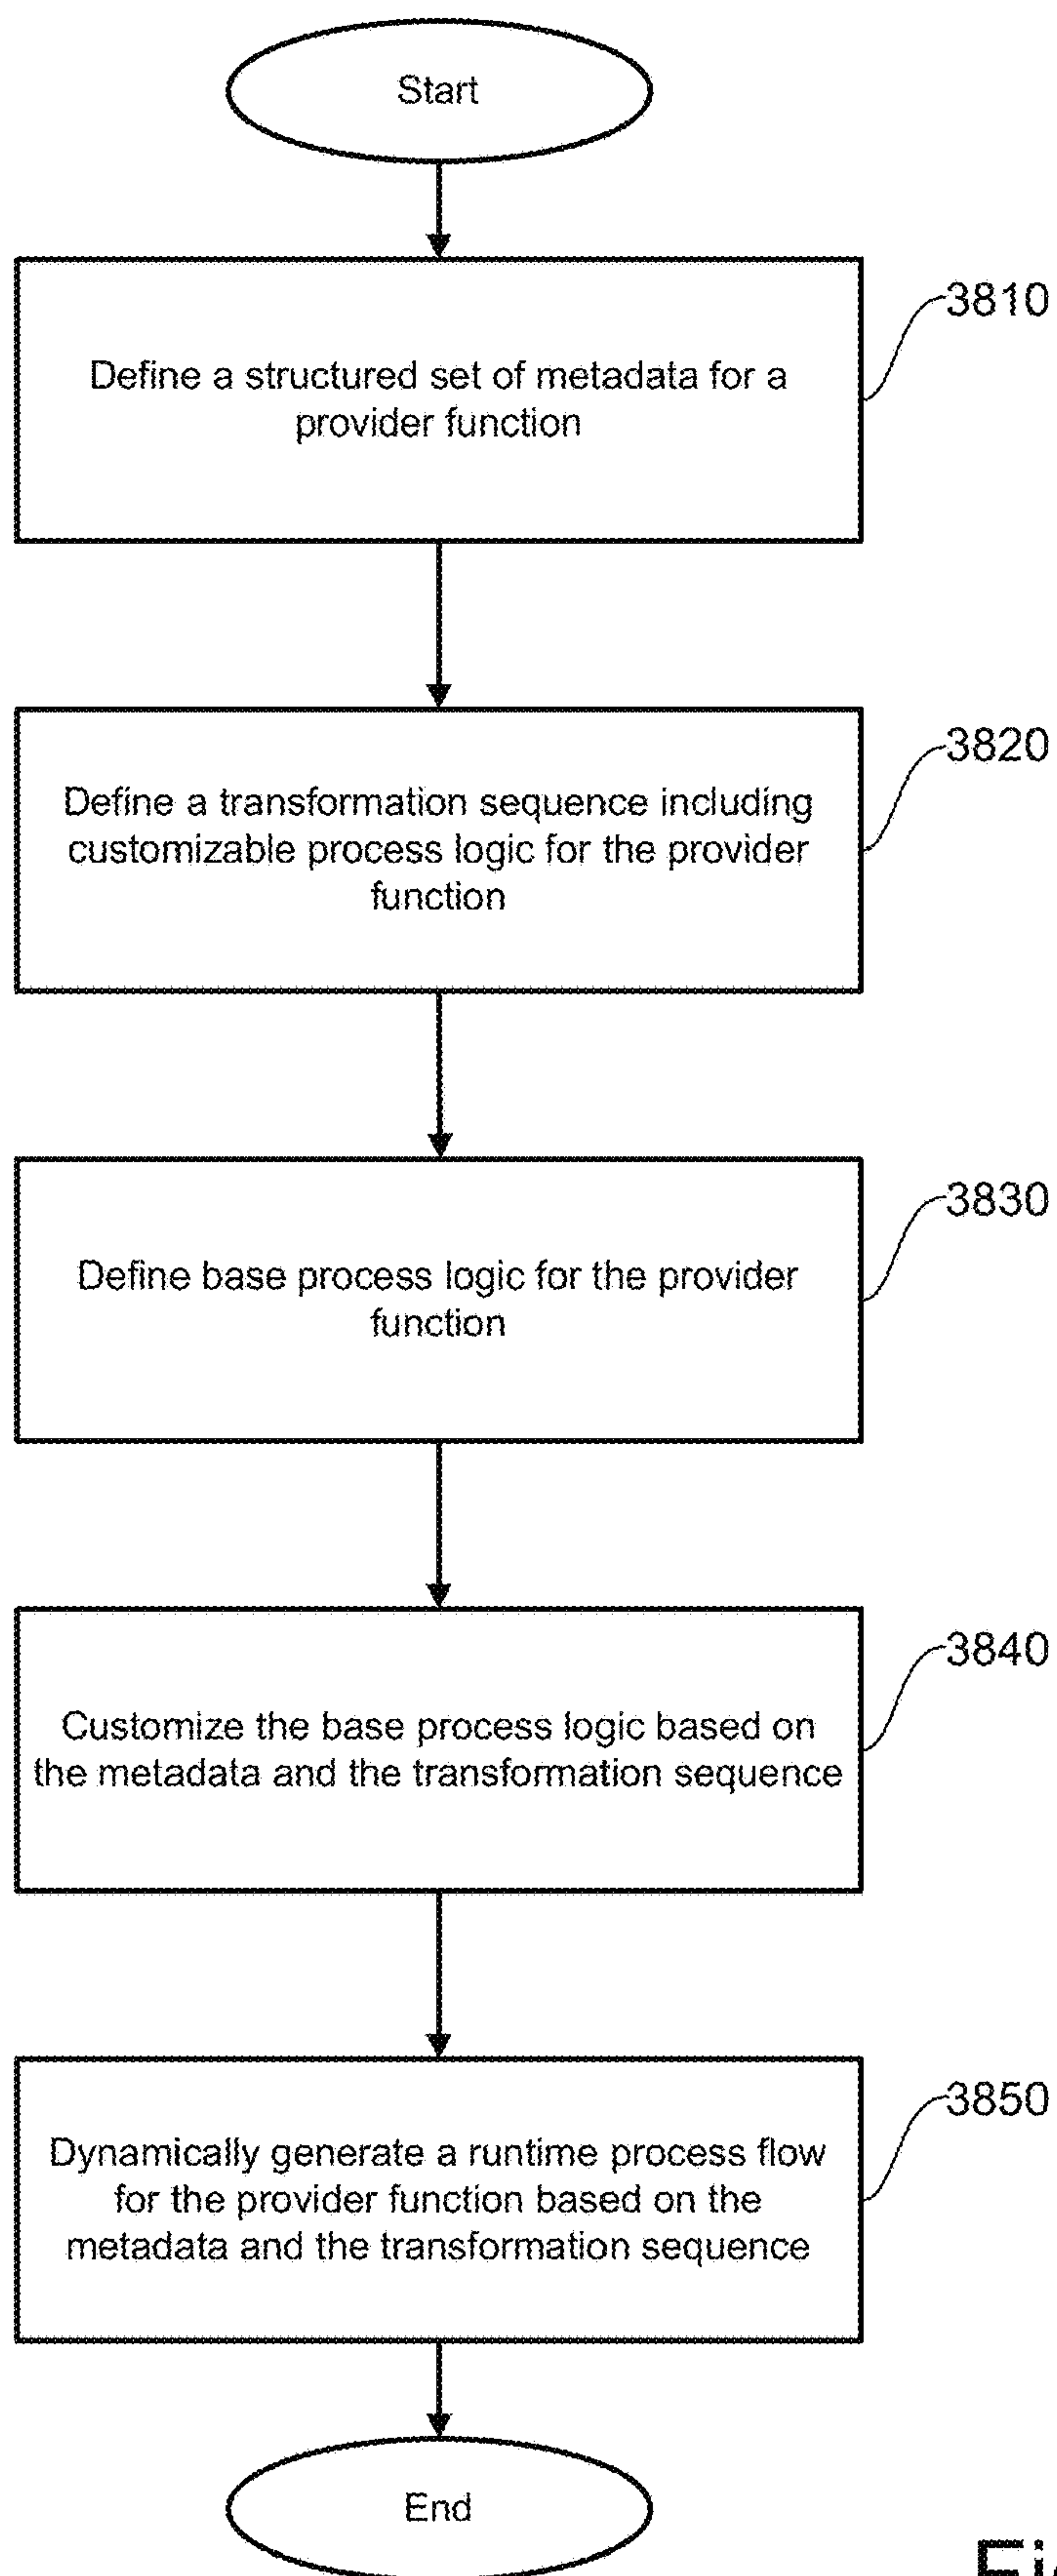 Start
3810
Define a structured set of metadata for a
provider function
3820
Define a transformation sequence including
customizable process logic for the provider
function
3830
Define base process logic for the provider
function
3840
Customize the base process logic based on
the metadata and the transformation sequence
3850
Dynamically generate a runtime process flow
for the provider function based on the
metadata and the transformation sequence
End